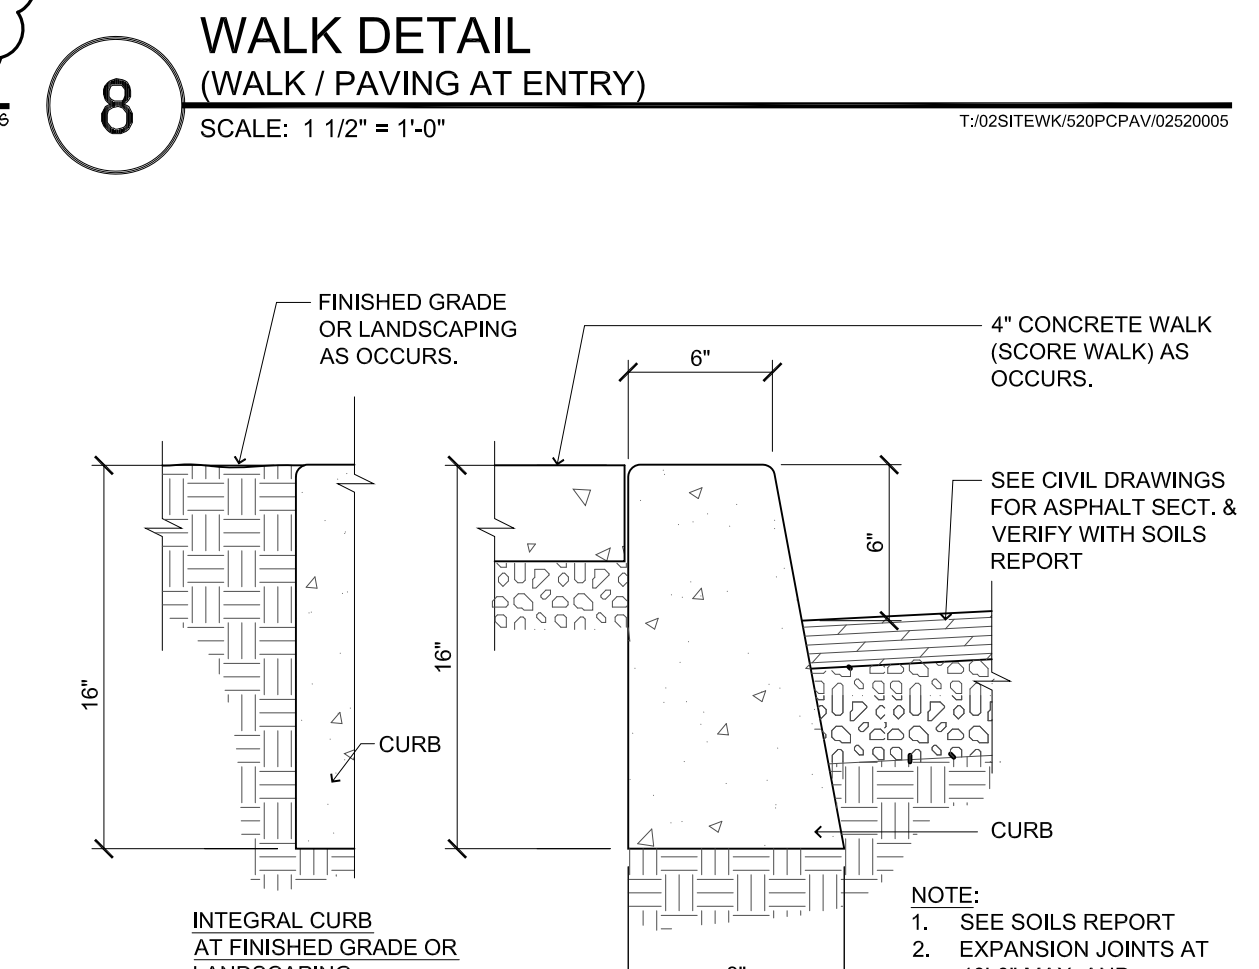 WALK DETAIL
(WALK / PAVING AT ENTRY)
8
SCALE: 1 1/2" = 1'-0"
T:/02SITEWK/520PCPAV/02520005
FINISHED GRADE
OR LANDSCAPING
AS OCCURS.
4" CONCRETE WALK
(SCORE WALK) AS
OCCURS.
6"
SEE CIVIL DRAWINGS
FOR ASPHALT SECT. &
VERIFY WITH SOILS
REPORT
6"
16"
16"
CURB
CURB
INTEGRAL CURB
AT FINISHED GRADE OR
LANDSCAPING
NOTE:
1. SEE SOILS REPORT
2. EXPANSION JOINTS AT